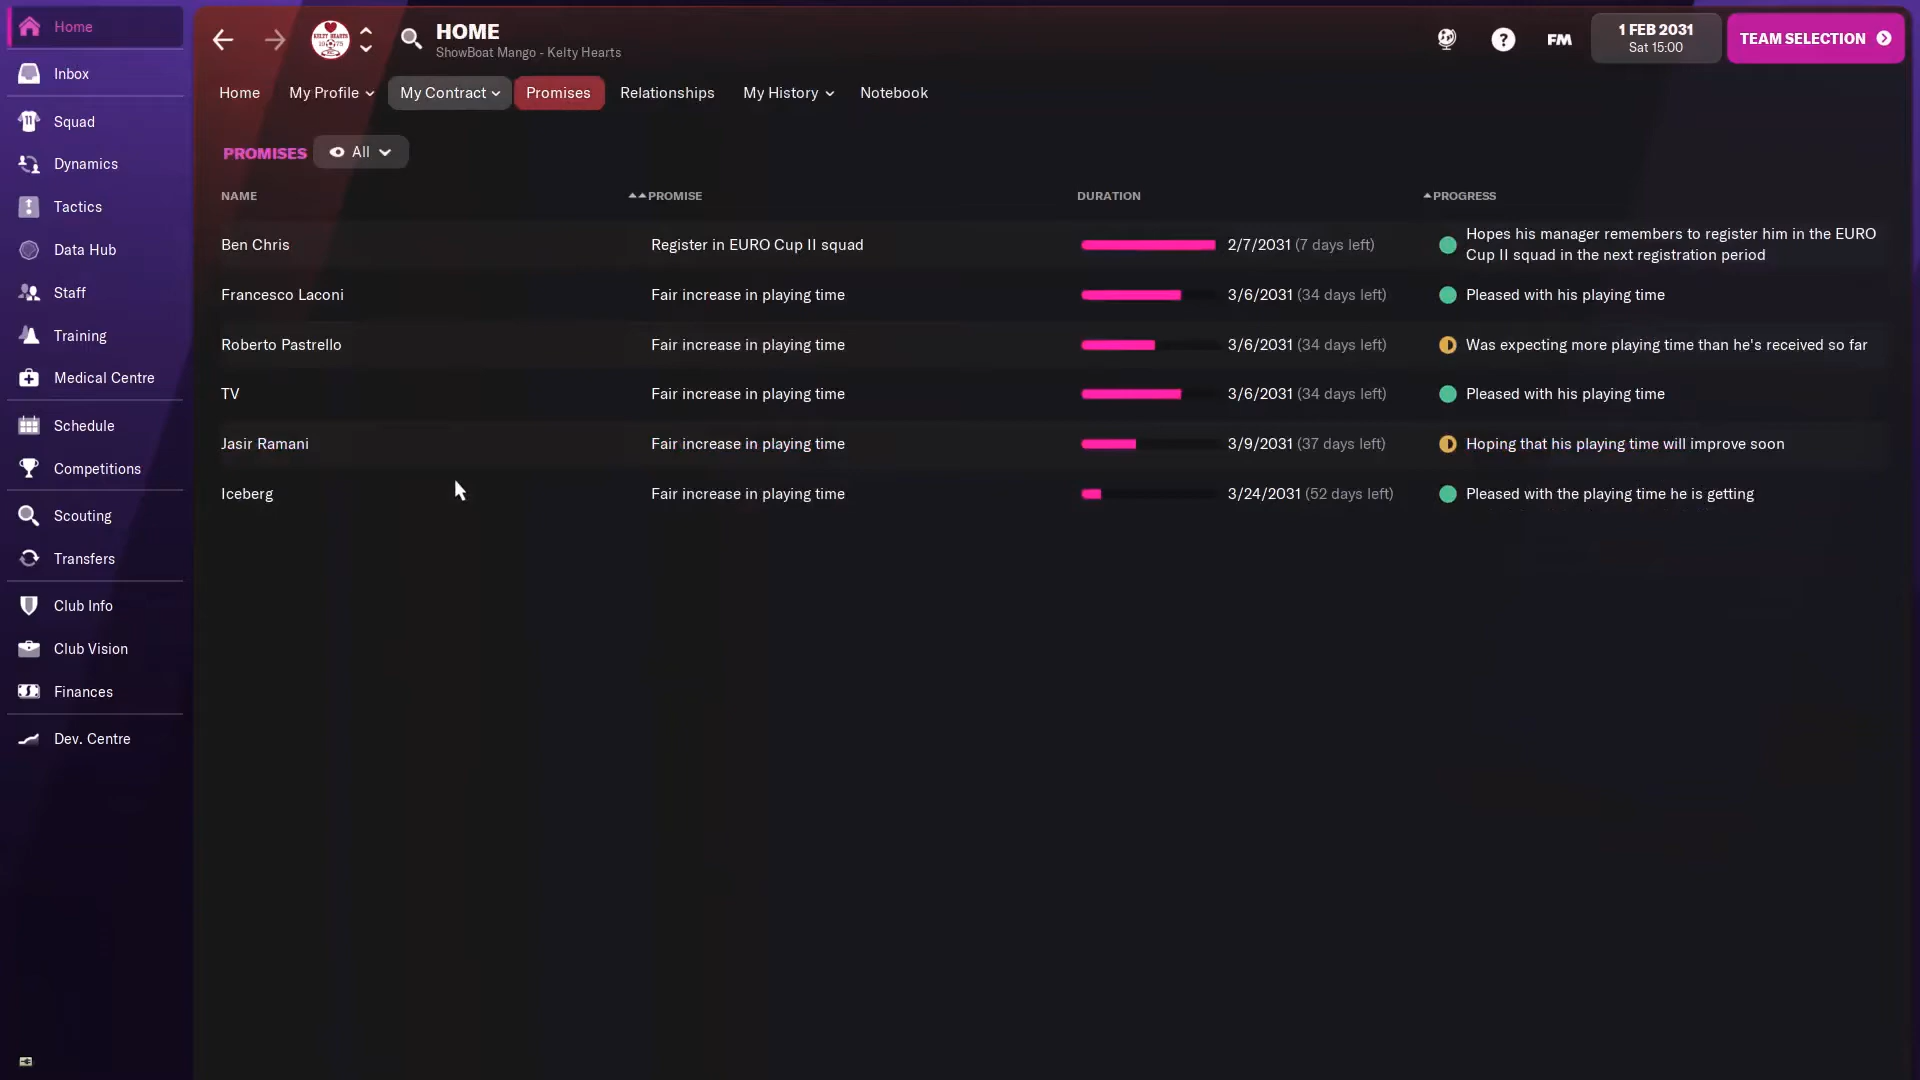 Home
Inbox
Squad
Dynamics
Tactics
Data Hub
Staff
Training
Medical Centre
Schedule
Competitions
Scouting
Transfers
Club Info
Club Vision
Finances
Dev. Centre
HOME
ShowBoat Mango - Kelty Hearts
FM
1 FEB 2031
Sat 15:00
TEAM SELECTION
Home My Profile My Contract Promises Relationships My History Notebook
PROMISES All
NAME PROMISE DURATION PROGRESS
Ben Chris Register in EURO Cup II squad 2/7/2031 (7 days left) Hopes his manager remembers to register him in the EURO
Cup II squad in the next registration period
Francesco Laconi Fair increase in playing time 3/6/2031 (34 days left) Pleased with his playing time
Roberto Pastrello Fair increase in playing time 3/6/2031 (34 days left) Was expecting more playing time than he's received so far
TV Fair increase in playing time 3/6/2031 (34 days left) Pleased with his playing time
Jasir Ramani Fair increase in playing time 3/9/2031 (37 days left) Hoping that his playing time will improve soon
Iceberg Fair increase in playing time 3/24/2031 (52 days left) Pleased with the playing time he is getting